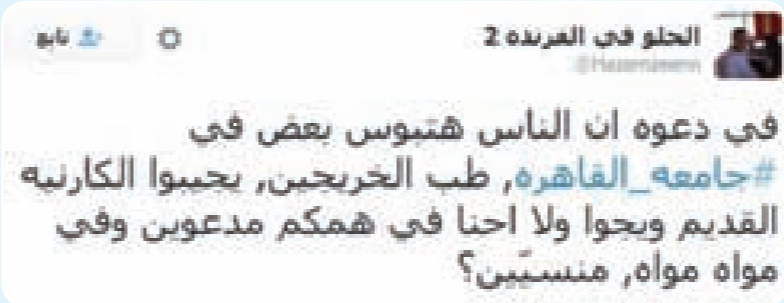 الحلو في الفريده 2
تابع
في دعوه ان الناس هتبوس بعض في
#جامعه_القاهره, طب الخريجين, يجيبوا الكارنيه
القديم ويجوا ولا احنا في همكم مدعوين وفي
مواه مواه, منسيّين؟